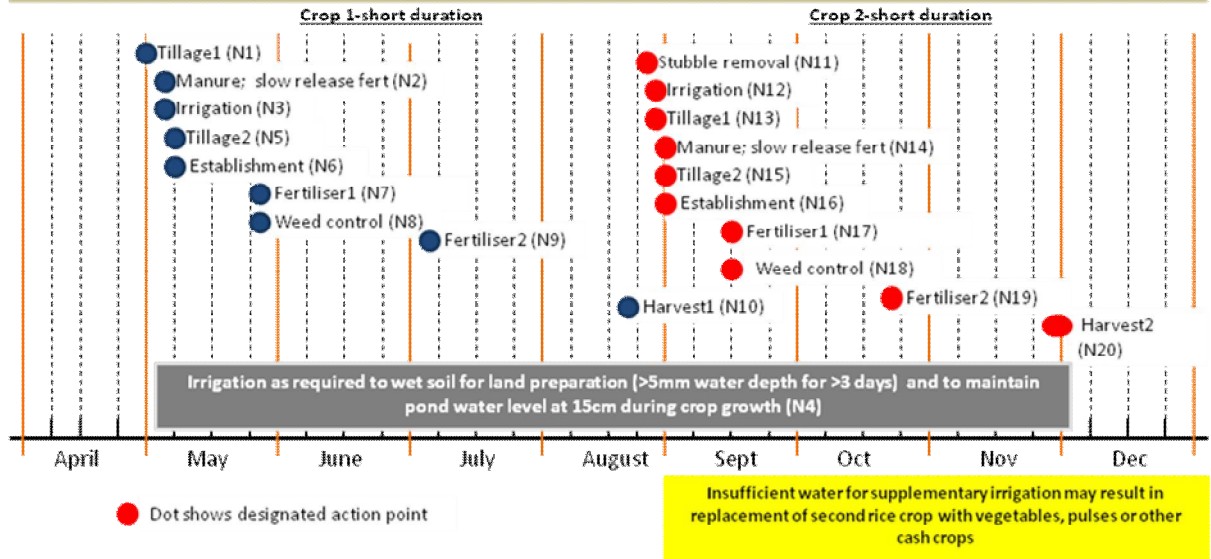 Crop 1-short duration
Crop 2-short duration
Tillage1 (N1)
Manure; slow release fert (N2)
Irrigation (N3)
Tillage2 (N5)
Establishment (N6)
Fertiliser1 (N7)
Weed control (N8)
Fertiliser2 (N9)
Harvest1 (N10)
Stubble removal (N11)
Irrigation (N12)
Tillage1 (N13)
Manure; slow release fert (N14)
Tillage2 (N15)
Establishment (N16)
Fertiliser1 (N17)
Weed control (N18)
Fertiliser2 (N19)
Harvest2
(N20)
Irrigation as required to wet soil for land preparation (>5mm water depth for >3 days) and to maintain
pond water level at 15cm during crop growth (N4)
April May June July August Sept Oct Nov Dec
Dot shows designated action point
Insufficient water for supplementary irrigation may result in
replacement of second rice crop with vegetables, pulses or other
cash crops